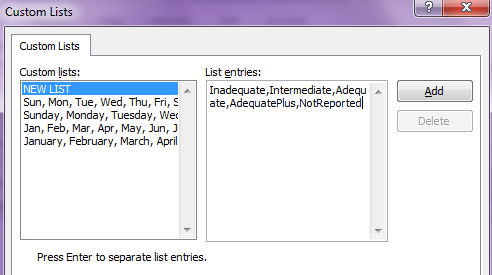 Custom Lists
?
Custom Lists
Custom lists:
List entries:
NEW LIST
Sun, Mon, Tue, Wed, Thu, Fri, S
Sunday, Monday, Tuesday, Wed
Jan, Feb, Mar, Apr, May, Jun, J
January, February, March, April
Inadequate,Intermediate,Adequ
ate,AdequatePlus,NotReported
Add
Delete
Press Enter to separate list entries.